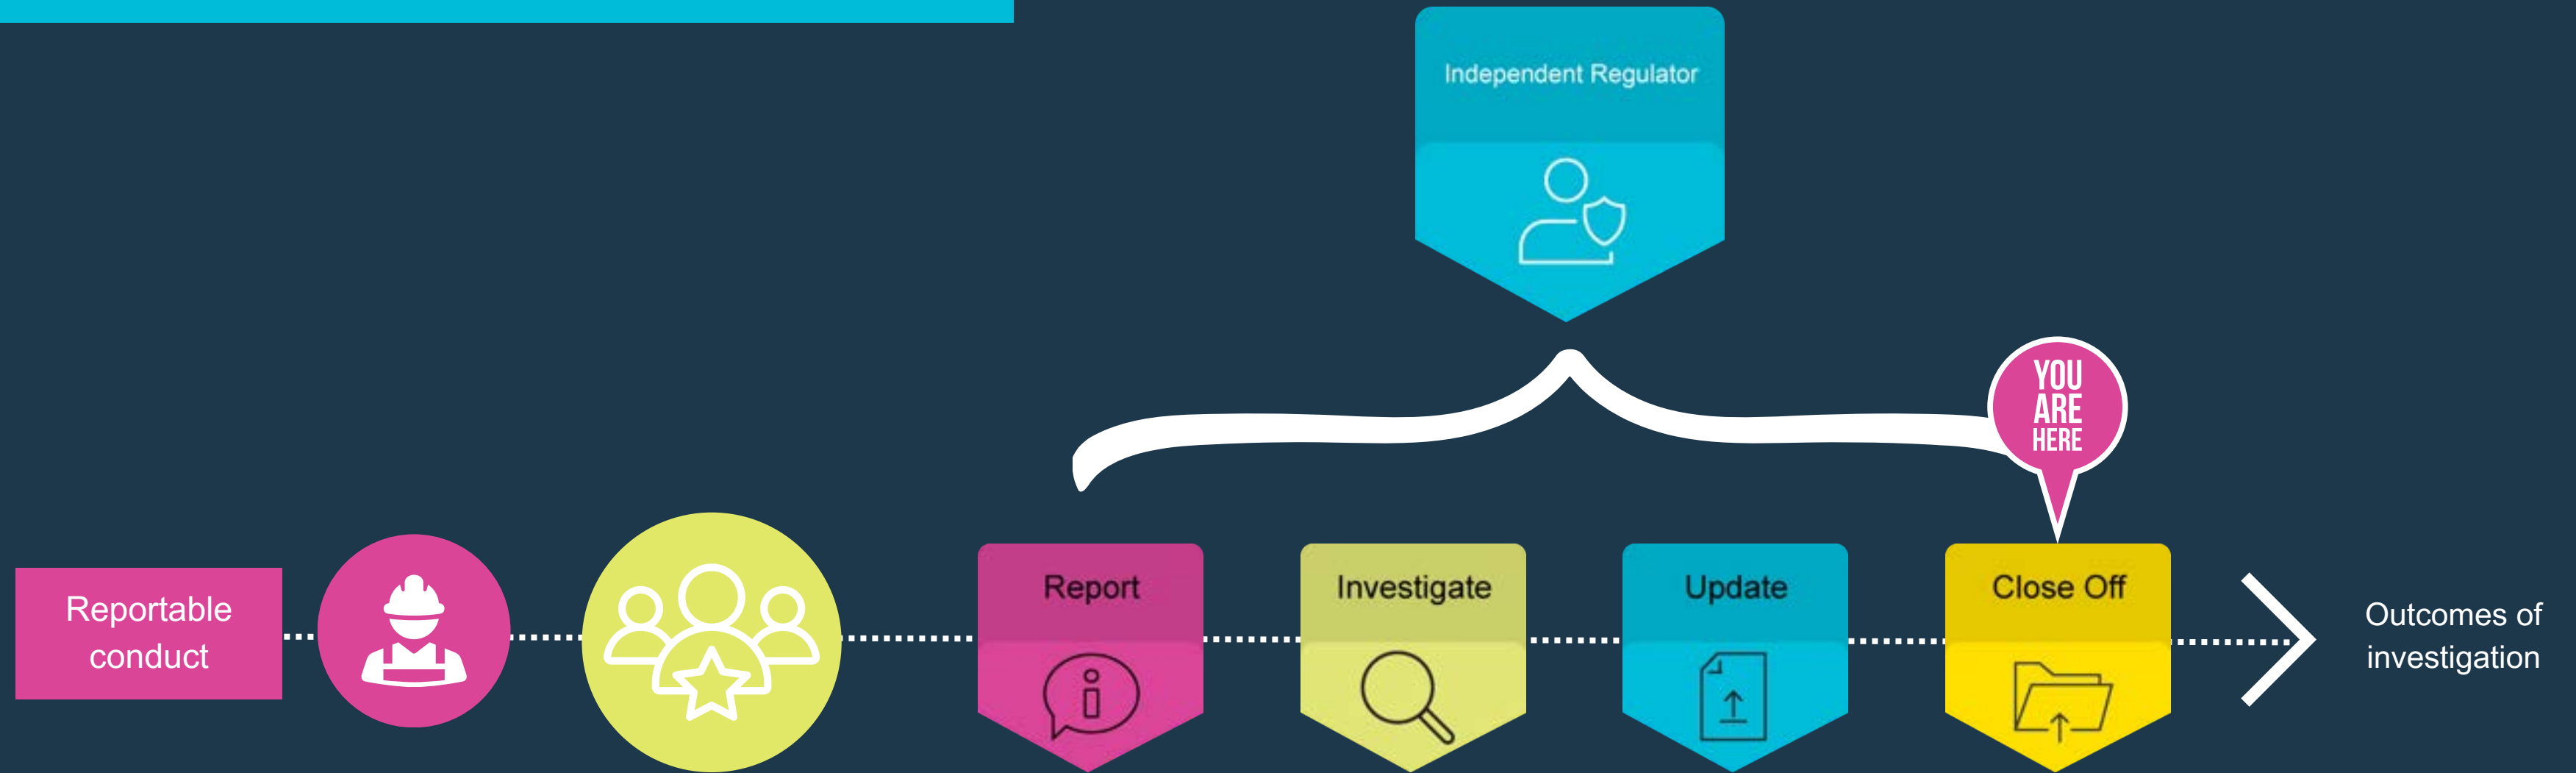 Independent Regulator
YOU
ARE
HERE
Reportable
conduct
Report
Investigate
Update
Close Off
Outcomes of
investigation